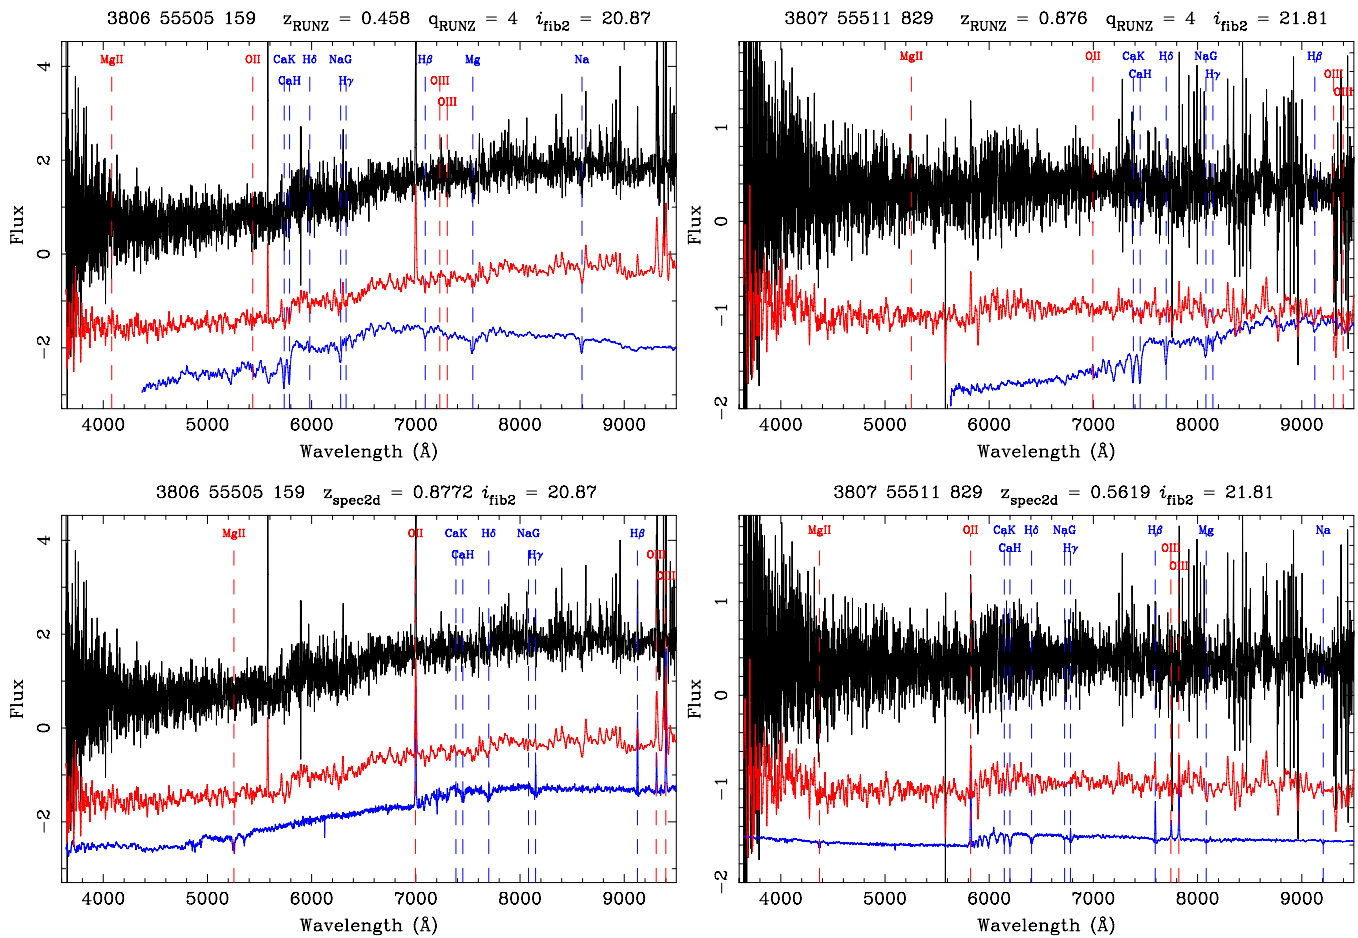 3806 55505 159 z_RUNZ = 0.458 q_RUNZ = 4 i_fib2 = 20.87
MgII OII CaK CaH Hδ NaG Hγ Hβ OIII OIII Mg Na
4
2
0
−2
Flux
4000 5000 6000 7000 8000 9000
Wavelength (Å)
3807 55511 829 z_RUNZ = 0.876 q_RUNZ = 4 i_fib2 = 21.81
MgII OII CaK CaH Hδ NaG Hγ Hβ OIII OIII
1
0
−1
−2
Flux
4000 5000 6000 7000 8000 9000
Wavelength (Å)
3806 55505 159 z_spec2d = 0.8772 i_fib2 = 20.87
MgII OII CaK CaH Hδ NaG Hγ Hβ OIII OIII
4
2
0
−2
Flux
4000 5000 6000 7000 8000 9000
Wavelength (Å)
3807 55511 829 z_spec2d = 0.5619 i_fib2 = 21.81
MgII OII CaK CaH Hδ NaG Hγ Hβ OIII OIII Mg Na
1
0
−1
−2
Flux
4000 5000 6000 7000 8000 9000
Wavelength (Å)